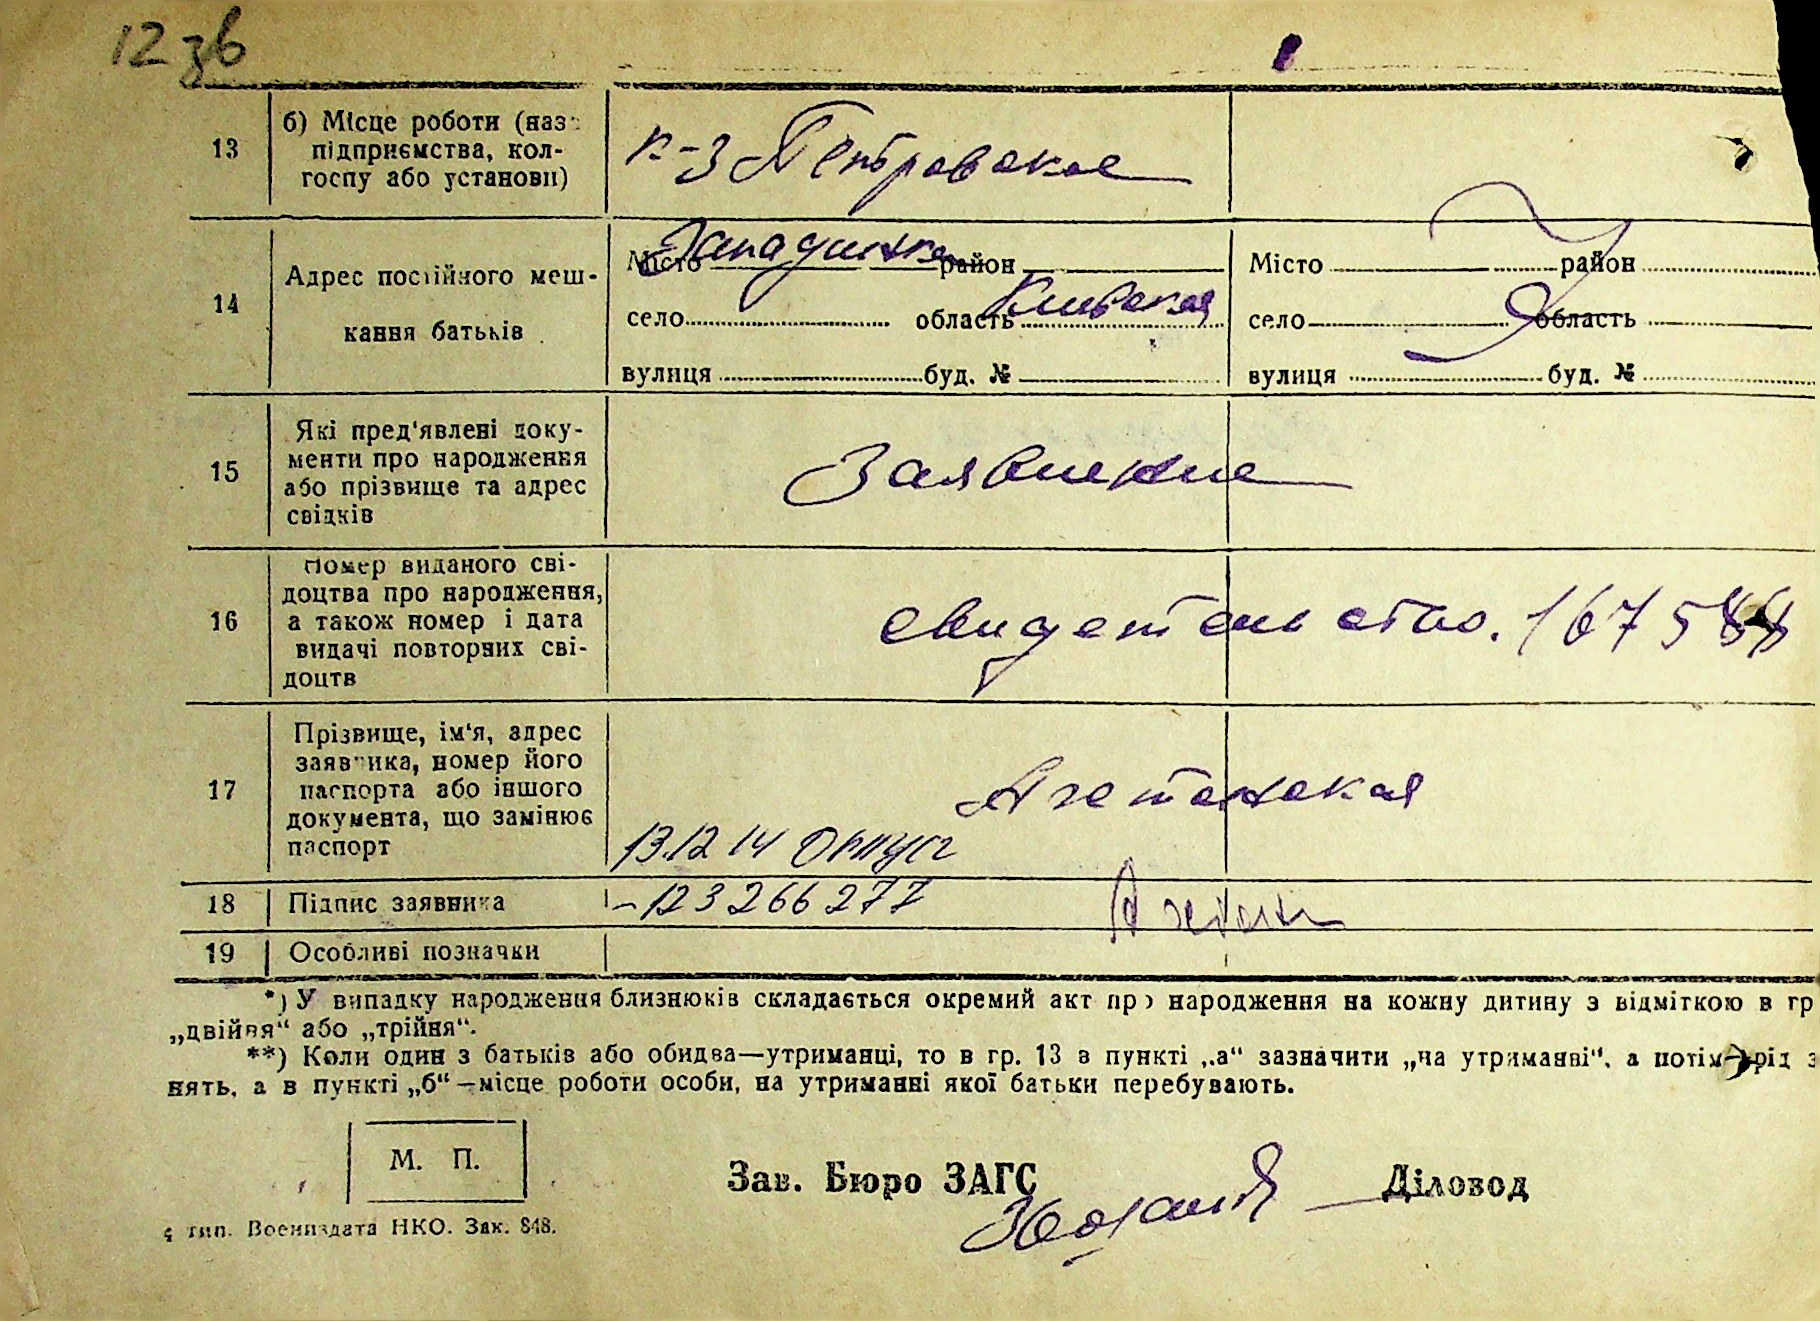 12 зв
13
б) Місце роботи (наз
підприємства, кол-
госпу або установи)
к-з Петровское
14
Адрес постійного меш-
кання батьків
Місто район
село область Киевская
вулиця буд. №
Місто район
село область
вулиця буд. №
15
Які пред'явлені доку-
менти про народження
або прізвище та адрес
свідків
Заявление
16
Номер виданого сві-
доцтва про народження,
а також номер і дата
видачі повторних сві-
доцтв
свидетельство.
17
Прізвище, ім'я, адрес
заявника, номер його
паспорта або іншого
документа, що замінює
паспорт
13.12 14
18
Підпис заявника
-123266277
19
Особливі позначки
*) У випадку народження близнюків складається окремий акт про народження на кожну дитину з відміткою в гр
„двійня“ або „трійня“.
**) Коли один з батьків або обидва—утриманці, то в гр. 13 в пункті „а“ зазначити „на утриманні“, а потім рід з
нять, а в пункті „б“—місце роботи особи, на утриманні якої батьки перебувають.
М. П.
Зав. Бюро ЗАГС
Діловод
тип. Воениздата НКО. Зак. 848.